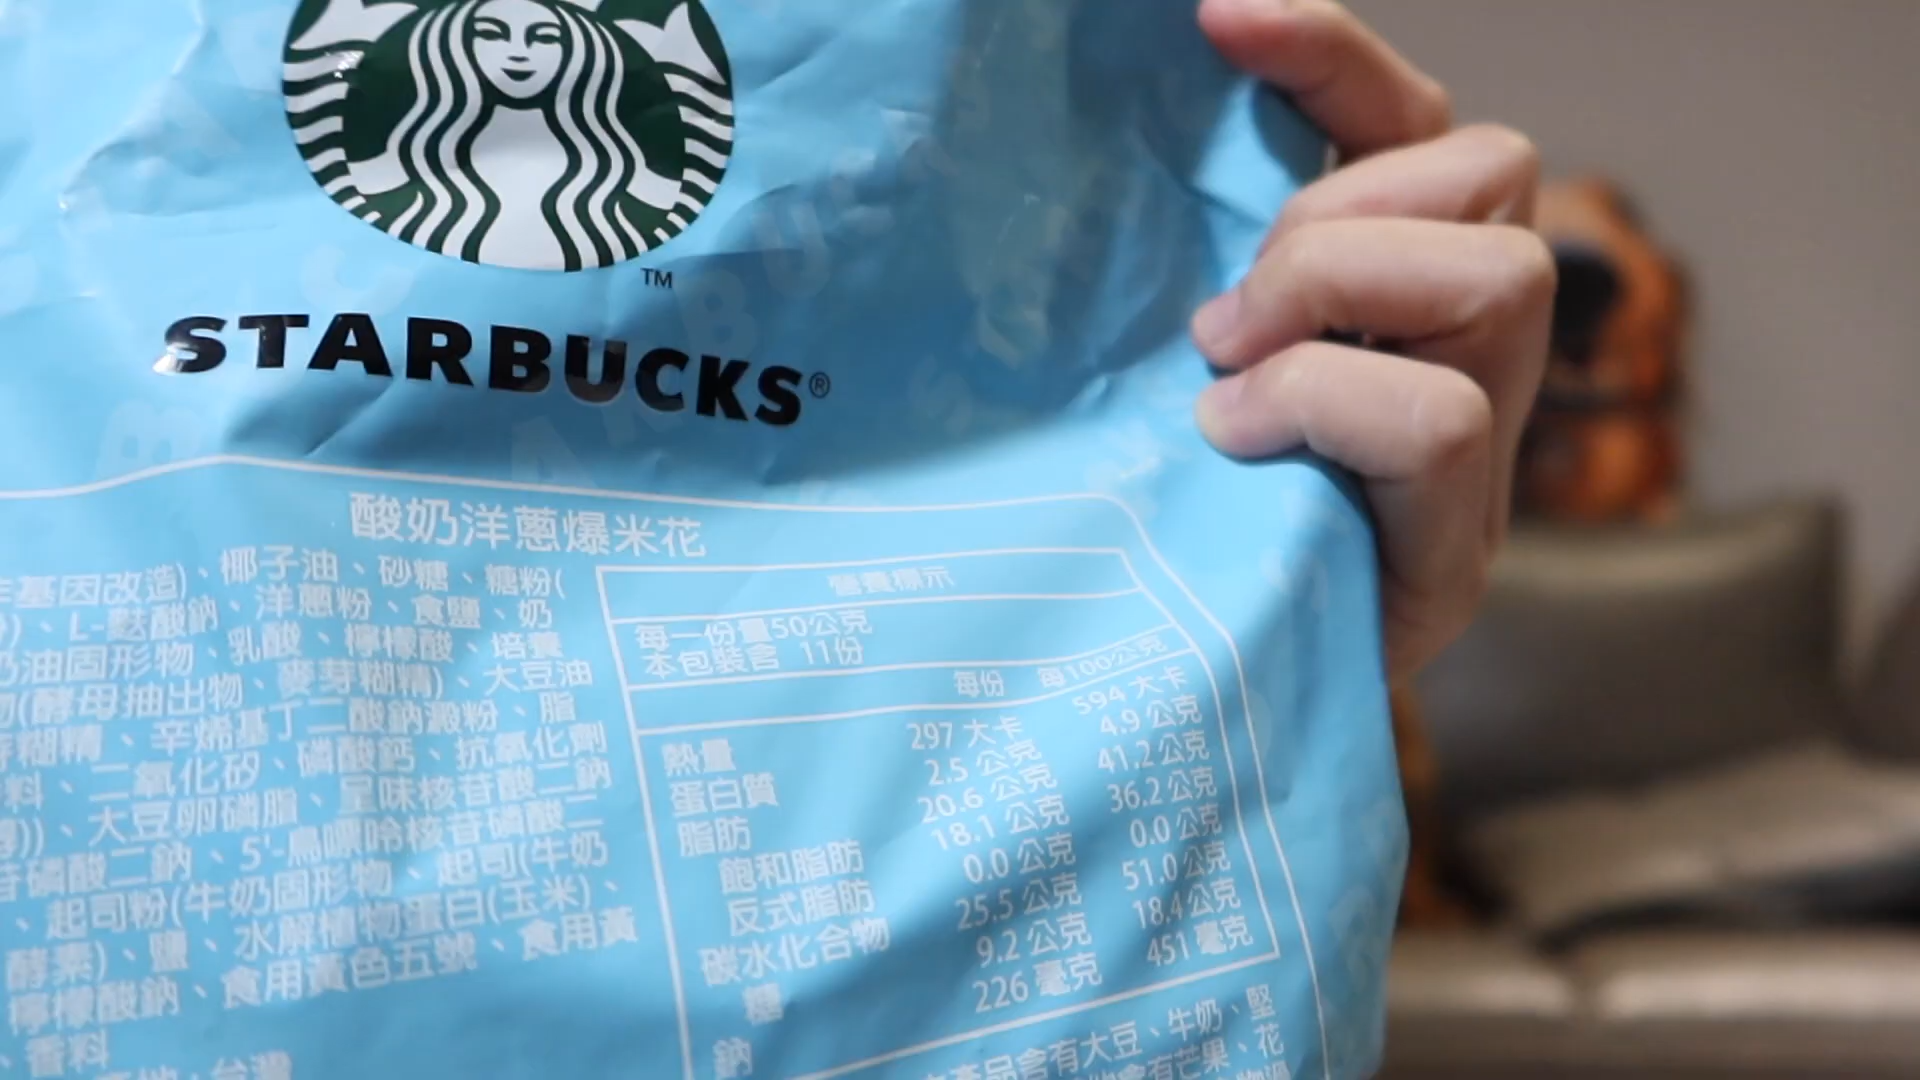 TM
STARBUCKS®
酸奶洋蔥爆米花
基因改造)、椰子油、砂糖、糖粉(
)、L-麩酸鈉、洋蔥粉、食鹽、奶
奶油固形物、乳酸、檸檬酸、培養
(酵母抽出物、麥芽糊精)、大豆油
糊精、辛烯基丁二酸鈉澱粉、脂
料、二氧化矽、磷酸鈣、抗氧化劑
))、大豆卵磷脂、呈味核苷酸二鈉
磷酸二鈉、5'-鳥嘌呤核苷磷酸二
、起司粉(牛奶固形物、起司(牛奶
酵素)、鹽、水解植物蛋白(玉米)、
檸檬酸鈉、食用黃色五號、食用黃
、香料
台灣
營養標示
每一份量50公克
本包裝含 11份
每份 每100公克
熱量 297 大卡 594 大卡
蛋白質 2.5 公克 4.9 公克
脂肪 20.6 公克 41.2 公克
飽和脂肪 18.1 公克 36.2 公克
反式脂肪 0.0 公克 0.0 公克
碳水化合物 25.5 公克 51.0 公克
糖 9.2 公克 18.4 公克
鈉 226 毫克 451 毫克
產品含有大豆、牛奶、堅
含有芒果、花